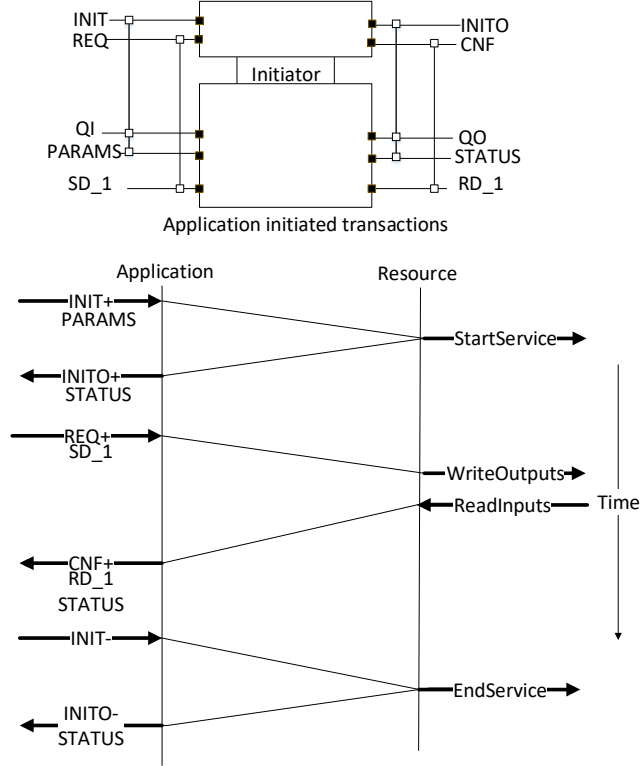 INIT
INITO
REQ
CNF
Initiator
QI
QO
PARAMS
STATUS
SD_1
RD_1
Application initiated transactions
Application
Resource
INIT+
PARAMS
StartService
INITO+
STATUS
REQ+
SD_1
WriteOutputs
ReadInputs
Time
CNF+
RD_1
STATUS
INIT-
EndService
INITO-
STATUS